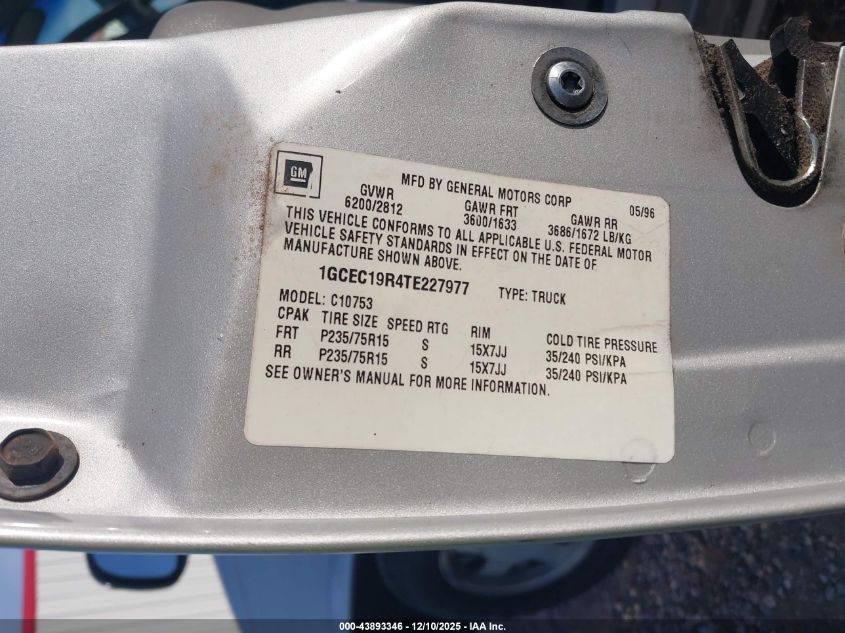 GM
MFD BY GENERAL MOTORS CORP 05/96
GVWR GAWR FRT GAWR RR
6200/2812 3600/1633 3686/1672 LB/KG
THIS VEHICLE CONFORMS TO ALL APPLICABLE U.S. FEDERAL MOTOR
VEHICLE SAFETY STANDARDS IN EFFECT ON THE DATE OF
MANUFACTURE SHOWN ABOVE.
1GCEC19R4TE227977 TYPE: TRUCK
MODEL: C10753
CPAK TIRE SIZE SPEED RTG RIM COLD TIRE PRESSURE
FRT P235/75R15 S 15X7JJ 35/240 PSI/KPA
RR P235/75R15 S 15X7JJ 35/240 PSI/KPA
SEE OWNER'S MANUAL FOR MORE INFORMATION.
000-43893346 - 12/10/2025 - IAA Inc.